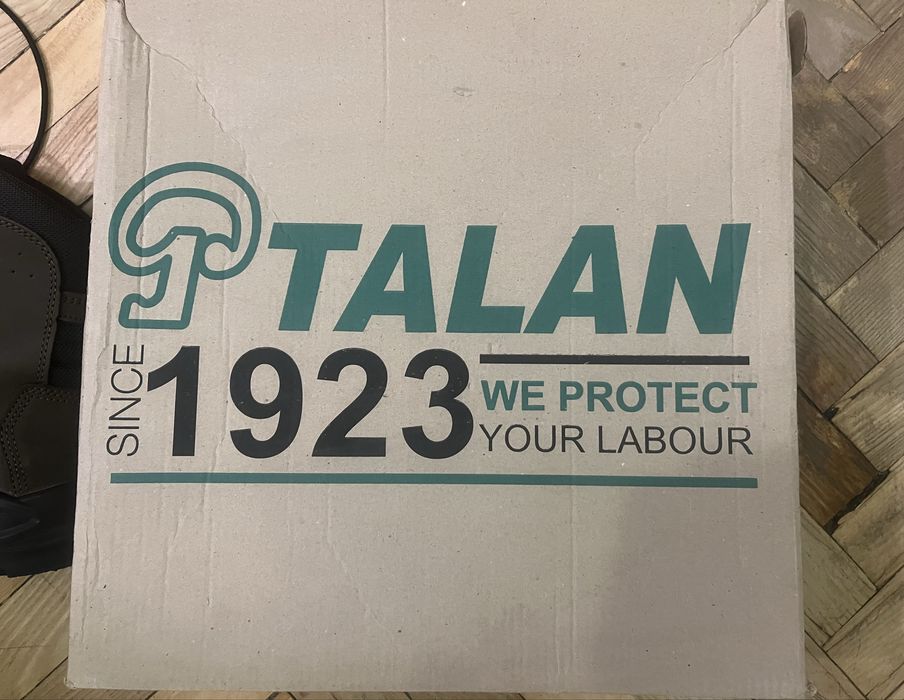 TALAN
SINCE 1923
WE PROTECT
YOUR LABOUR